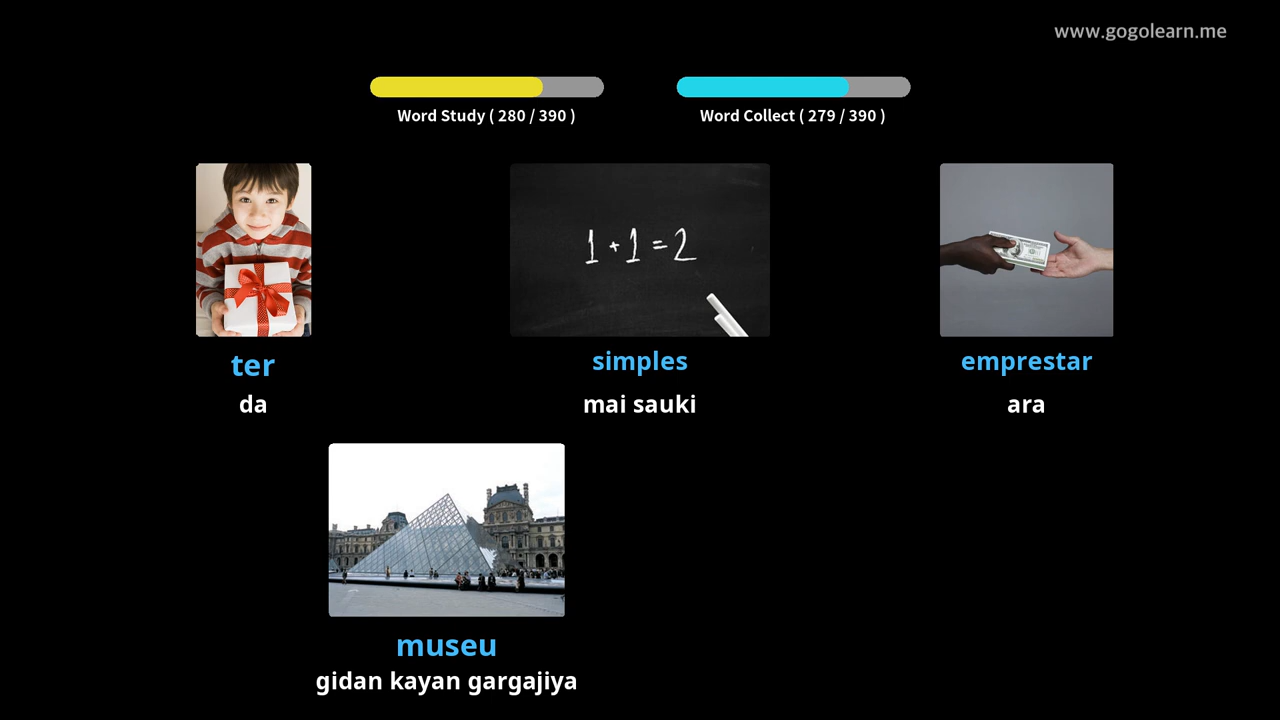 www.gogolearn.me
Word Study ( 280 / 390 )
Word Collect ( 279 / 390 )
1+1=2
ter
simples
emprestar
da
mai sauki
ara
museu
gidan kayan gargajiya